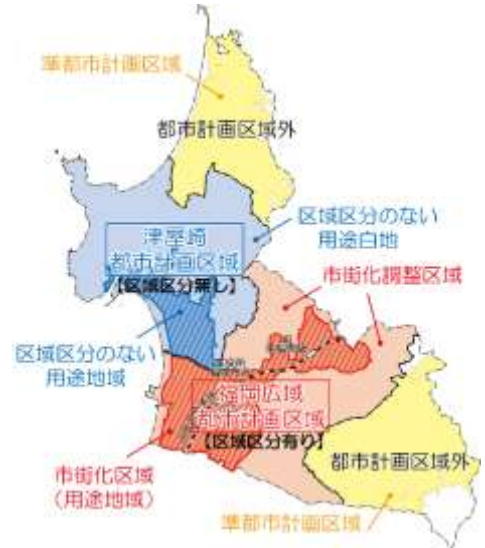 準都市計画区域
都市計画区域外
区域区分のない
用途白地
津屋崎
都市計画区域
【区域区分無し】
市街化調整区域
区域区分のない
用途地域
福岡広域
都市計画区域
【区域区分有り】
都市計画区域外
市街化区域
（用途地域）
準都市計画区域